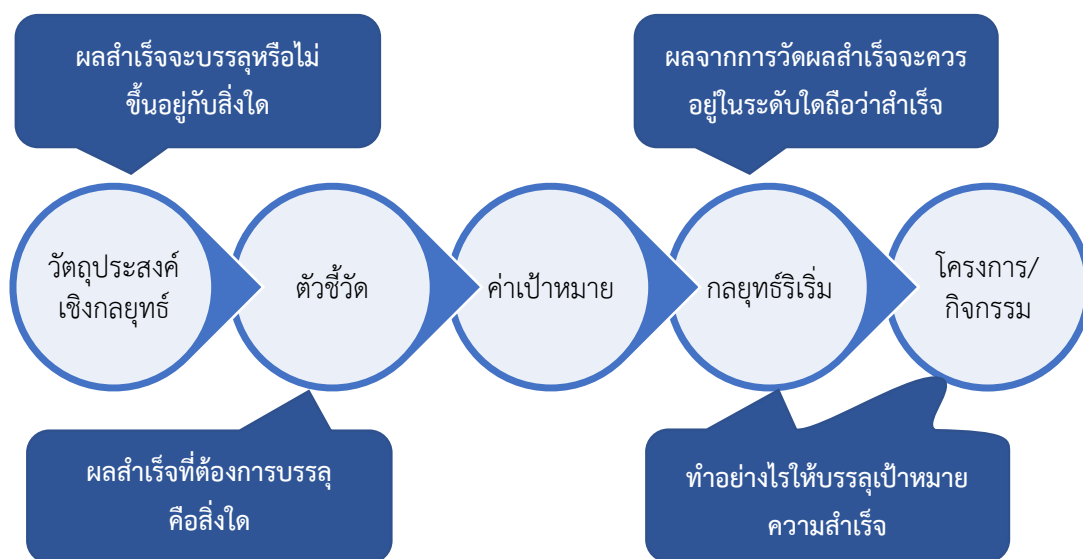 ผลสำเร็จจะบรรลุหรือไม่
ขึ้นอยู่กับสิ่งใด
ผลจากการวัดผลสำเร็จจะควร
อยู่ในระดับใดถือว่าสำเร็จ
วัตถุประสงค์
เชิงกลยุทธ์
ตัวชี้วัด
ค่าเป้าหมาย
กลยุทธ์ริเริ่ม
โครงการ/
กิจกรรม
ผลสำเร็จที่ต้องการบรรลุ
คือสิ่งใด
ทำอย่างไรให้บรรลุเป้าหมาย
ความสำเร็จ